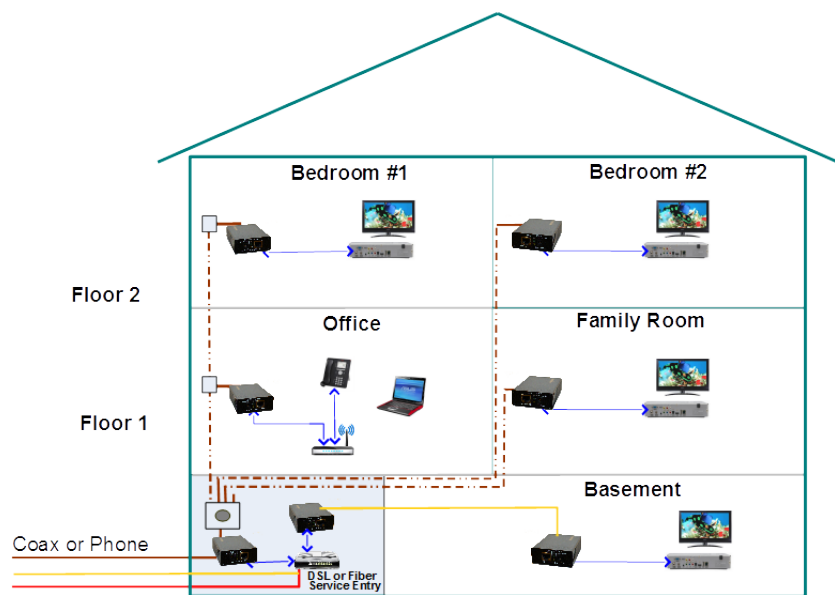 Bedroom #1
Bedroom #2
Floor 2
Office
Family Room
Floor 1
Basement
Coax or Phone
DSL or Fiber
Service Entry